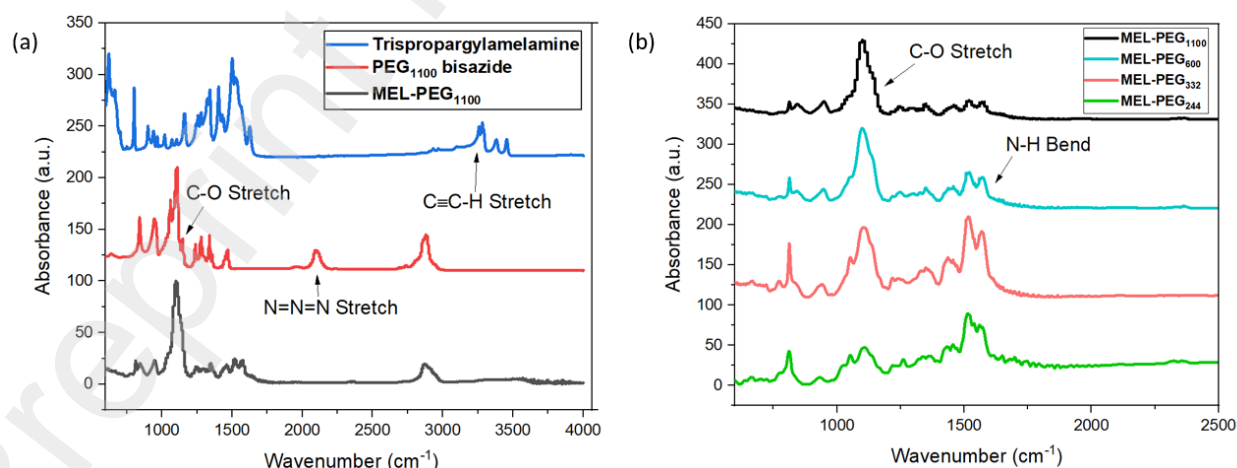 (a)
350
300
250
200
150
100
50
0
Absorbance (a.u.)
Trispropargylamelamine
PEG1100 bisazide
MEL-PEG1100
C-O Stretch
C≡C-H Stretch
N=N=N Stretch
1000 1500 2000 2500 3000 3500 4000
Wavenumber (cm-1)
(b)
450
400
350
300
250
200
150
100
50
0
Absorbance (a.u.)
MEL-PEG1100
MEL-PEG600
MEL-PEG332
MEL-PEG244
C-O Stretch
N-H Bend
1000 1500 2000 2500
Wavenumber (cm-1)
reprint